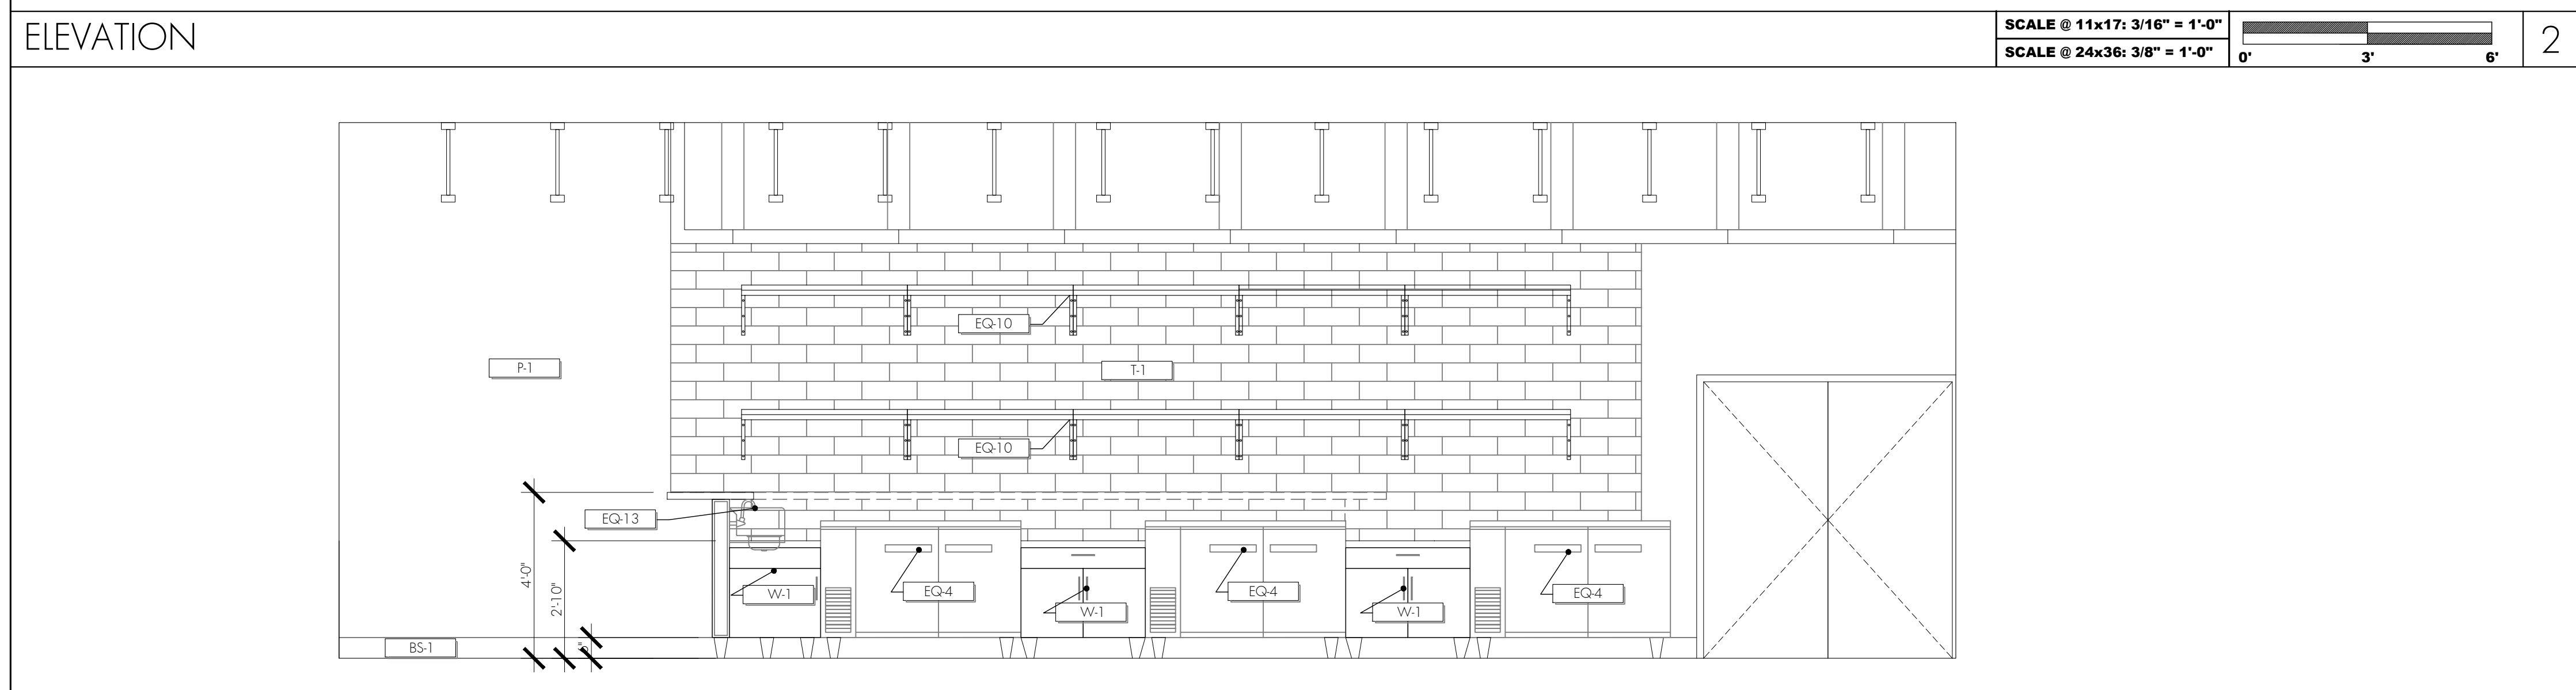 ELEVATION
SCALE @ 11x17: 3/16" = 1'-0"
SCALE @ 24x36: 3/8" = 1'-0"
0' 3' 6'
2
EQ-10
P-1
T-1
EQ-10
EQ-13
4'-0"
2'-10"
6"
W-1
EQ-4
W-1
EQ-4
W-1
EQ-4
BS-1